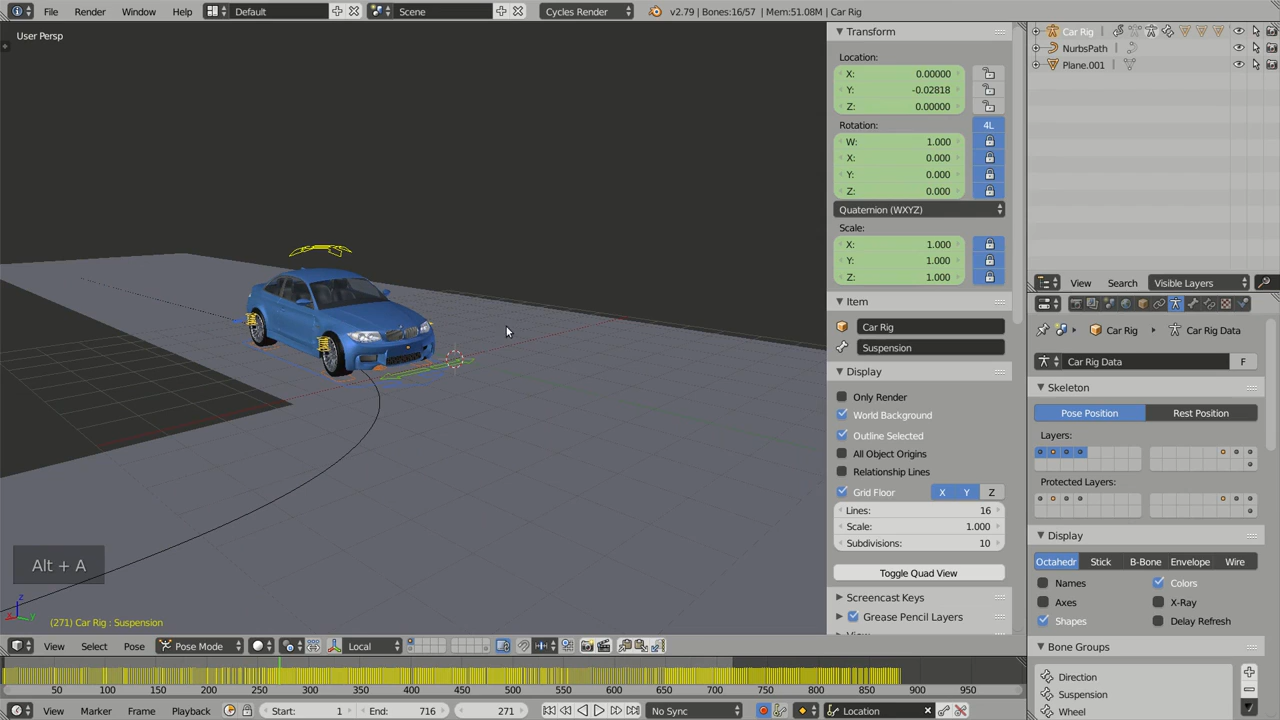 File Render Window Help Default Scene Cycles Render v2.79 | Bones:16/57 | Mem:51.08M | Car Rig
User Persp
Transform
Location:
X: 0.00000
Y: -0.02818
Z: 0.00000
Rotation: 4L
W: 1.000
X: 0.000
Y: 0.000
Z: 0.000
Quaternion (WXYZ)
Scale:
X: 1.000
Y: 1.000
Z: 1.000
Item
Car Rig
Suspension
Display
Only Render
World Background
Outline Selected
All Object Origins
Relationship Lines
Grid Floor X Y Z
Lines: 16
Scale: 1.000
Subdivisions: 10
Toggle Quad View
Screencast Keys
Grease Pencil Layers
Car Rig
NurbsPath
Plane.001
View Search Visible Layers
Car Rig Car Rig Data
Car Rig Data F
Skeleton
Pose Position Rest Position
Layers:
Protected Layers:
Display
Octahedr Stick B-Bone Envelope Wire
Names Colors
Axes X-Ray
Shapes Delay Refresh
Bone Groups
Direction
Suspension
Wheel
Alt + A
z
x y
(271) Car Rig : Suspension
View Select Pose Pose Mode Local
50 100 150 200 250 300 350 400 450 500 550 600 650 700 750 800 850 900 950
View Marker Frame Playback Start: 1 End: 716 271 No Sync Location